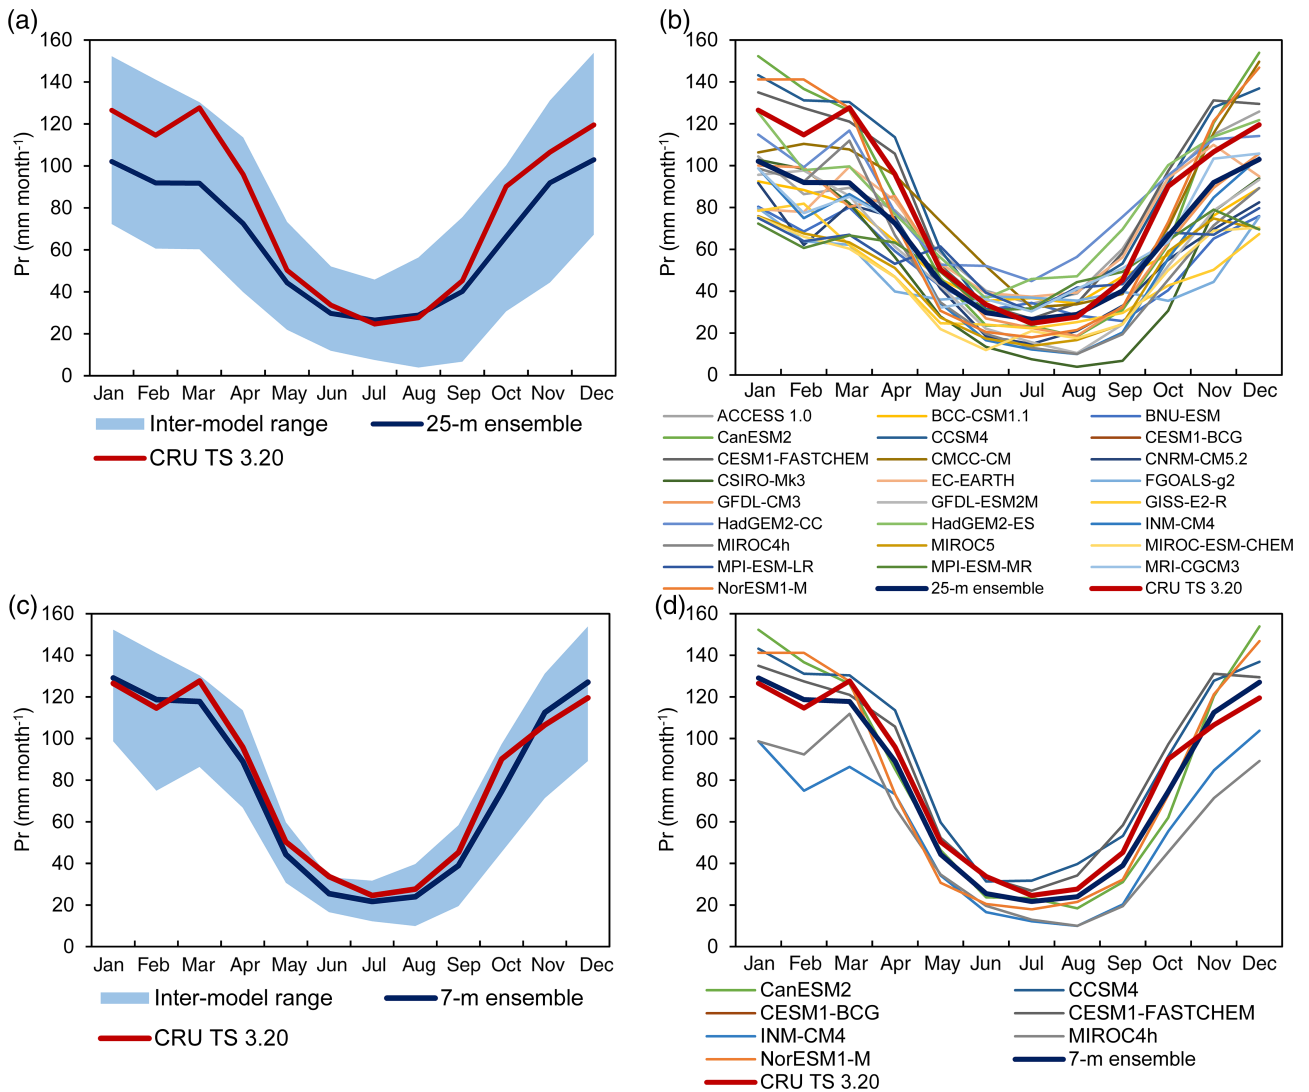 (a)
Pr (mm month-1)
160
140
120
100
80
60
40
20
0
Jan Feb Mar Apr May Jun Jul Aug Sep Oct Nov Dec
Inter-model range 25-m ensemble
CRU TS 3.20
(b)
Pr (mm month-1)
160
140
120
100
80
60
40
20
0
Jan Feb Mar Apr May Jun Jul Aug Sep Oct Nov Dec
ACCESS 1.0 BCC-CSM1.1 BNU-ESM
CanESM2 CCSM4 CESM1-BCG
CESM1-FASTCHEM CMCC-CM CNRM-CM5.2
CSIRO-Mk3 EC-EARTH FGOALS-g2
GFDL-CM3 GFDL-ESM2M GISS-E2-R
HadGEM2-CC HadGEM2-ES INM-CM4
MIROC4h MIROC5 MIROC-ESM-CHEM
MPI-ESM-LR MPI-ESM-MR MRI-CGCM3
NorESM1-M 25-m ensemble CRU TS 3.20
(c)
Pr (mm month-1)
160
140
120
100
80
60
40
20
0
Jan Feb Mar Apr May Jun Jul Aug Sep Oct Nov Dec
Inter-model range 7-m ensemble
CRU TS 3.20
(d)
Pr (mm month-1)
160
140
120
100
80
60
40
20
0
Jan Feb Mar Apr May Jun Jul Aug Sep Oct Nov Dec
CanESM2 CCSM4
CESM1-BCG CESM1-FASTCHEM
INM-CM4 MIROC4h
NorESM1-M 7-m ensemble
CRU TS 3.20